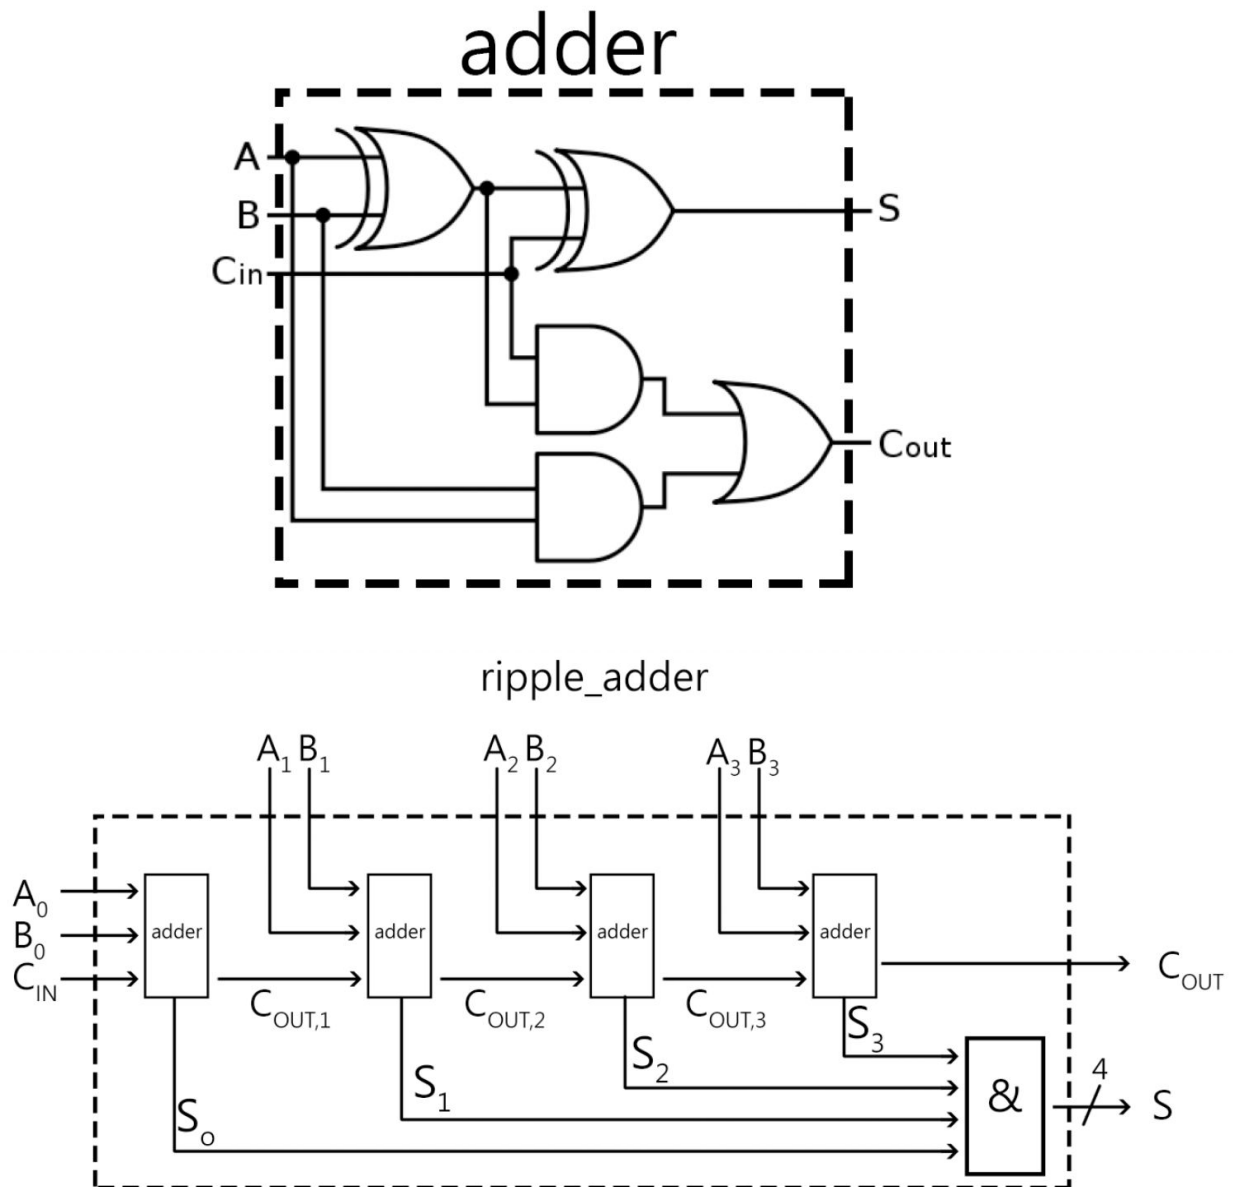 adder
A
B
Cin
S
Cout
ripple_adder
A1 B1
A2 B2
A3 B3
A0
B0
CIN
adder
adder
adder
adder
COUT,1
COUT,2
COUT,3
COUT
S3
S2
S1
So
&
4
S